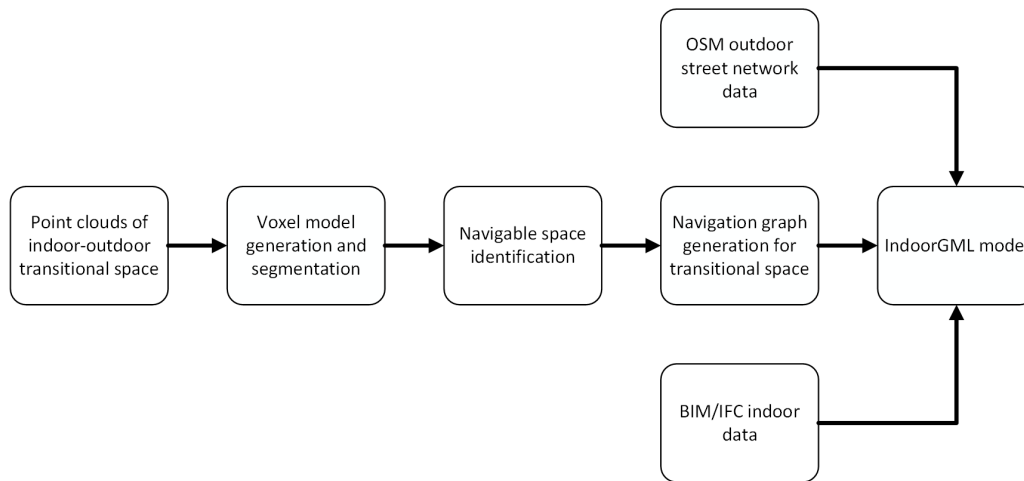 OSM outdoor
street network
data
Point clouds of
indoor-outdoor
transitional space
Voxel model
generation and
segmentation
Navigable space
identification
Navigation graph
generation for
transitional space
IndoorGML model
BIM/IFC indoor
data